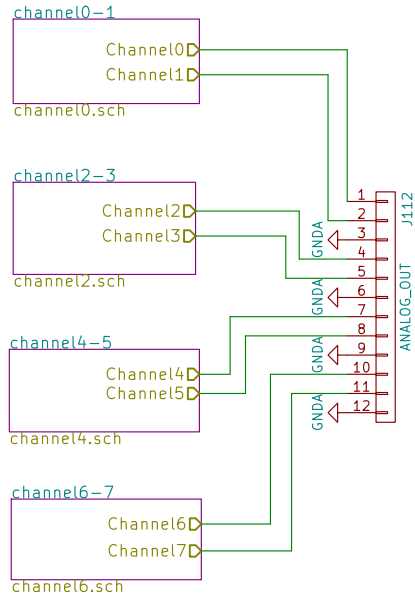 channel0-1
Channel0
Channel1
channel0.sch
channel2-3
Channel2
Channel3
channel2.sch
channel4-5
Channel4
Channel5
channel4.sch
channel6-7
Channel6
Channel7
channel6.sch
J112
ANALOG_OUT
1
2
3
GNDA
4
5
6
GNDA
7
8
9
GNDA
10
11
12
GNDA